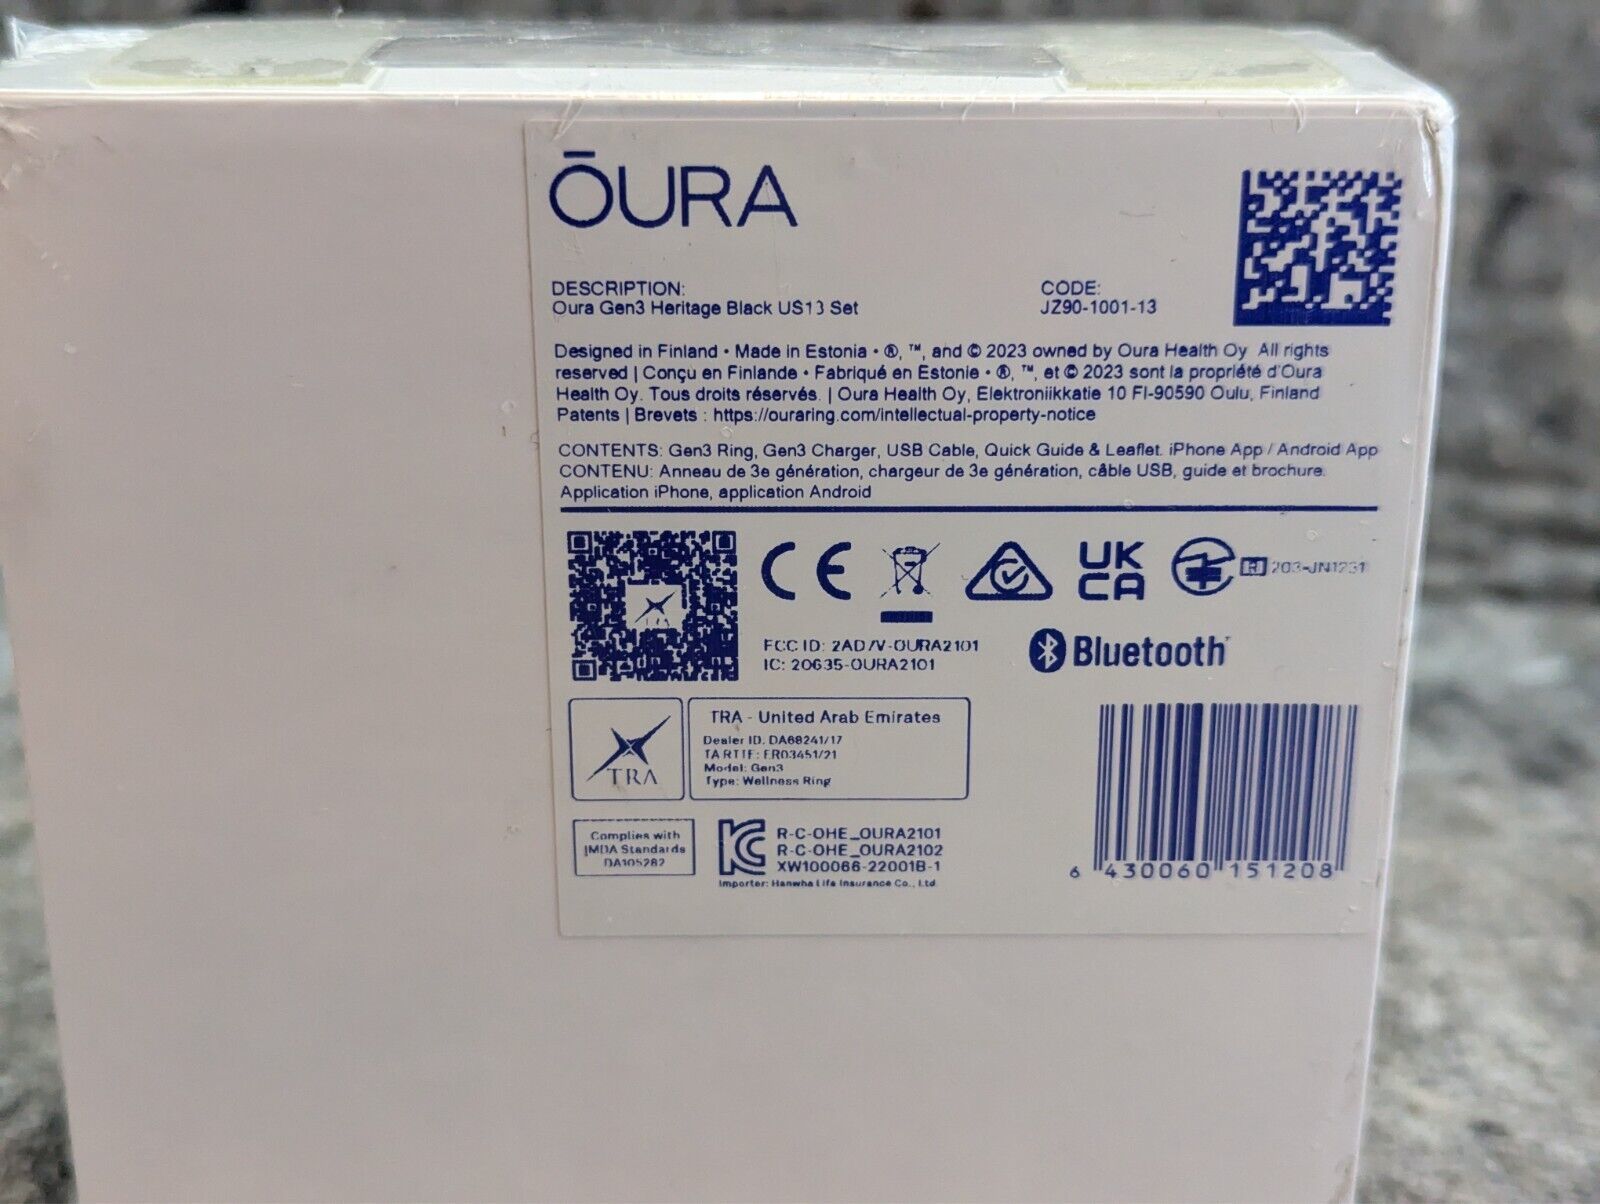 ŌURA
DESCRIPTION:
Oura Gen3 Heritage Black US13 Set
CODE:
JZ90-1001-13
Designed in Finland • Made in Estonia • ®, ™, and © 2023 owned by Oura Health Oy All rights
reserved | Conçu en Finlande • Fabriqué en Estonie • ®, ™, et © 2023 sont la propriété d'Oura
Health Oy. Tous droits réservés. | Oura Health Oy, Elektroniikkatie 10 FI-90590 Oulu, Finland
Patents | Brevets : https://ouraring.com/intellectual-property-notice
CONTENTS: Gen3 Ring, Gen3 Charger, USB Cable, Quick Guide & Leaflet. iPhone App / Android App
CONTENU: Anneau de 3e génération, chargeur de 3e génération, câble USB, guide et brochure.
Application iPhone, application Android
TRA
CE
UK
CA
R 203-JN1231
FCC ID: 2AD7V-OURA2101
IC: 20635-OURA2101
Bluetooth
TRA
TRA - United Arab Emirates
Dealer ID: DA68241/17
TA RTTE: ER03451/21
Model: Gen3
Type: Wellness Ring
Complies with
IMDA Standards
DA105282
R-C-OHE_OURA2101
R-C-OHE_OURA2102
XW100066-22001B-1
Importer: Hanwha Life Insurance Co., Ltd
6 430060 151208